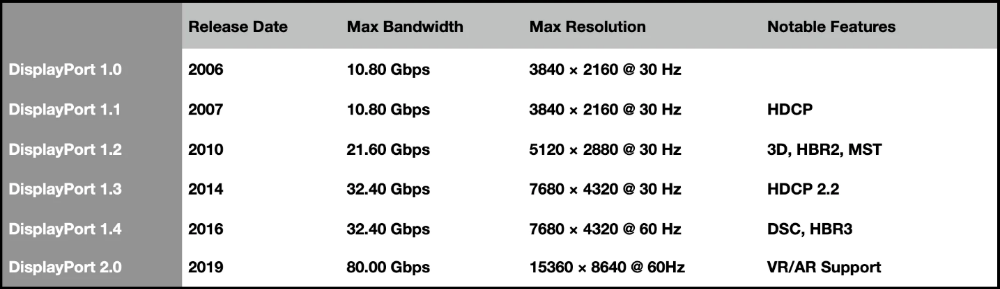 Release Date Max Bandwidth Max Resolution Notable Features
DisplayPort 1.0 2006 10.80 Gbps 3840 × 2160 @ 30 Hz
DisplayPort 1.1 2007 10.80 Gbps 3840 × 2160 @ 30 Hz HDCP
DisplayPort 1.2 2010 21.60 Gbps 5120 × 2880 @ 30 Hz 3D, HBR2, MST
DisplayPort 1.3 2014 32.40 Gbps 7680 × 4320 @ 30 Hz HDCP 2.2
DisplayPort 1.4 2016 32.40 Gbps 7680 × 4320 @ 60 Hz DSC, HBR3
DisplayPort 2.0 2019 80.00 Gbps 15360 × 8640 @ 60Hz VR/AR Support